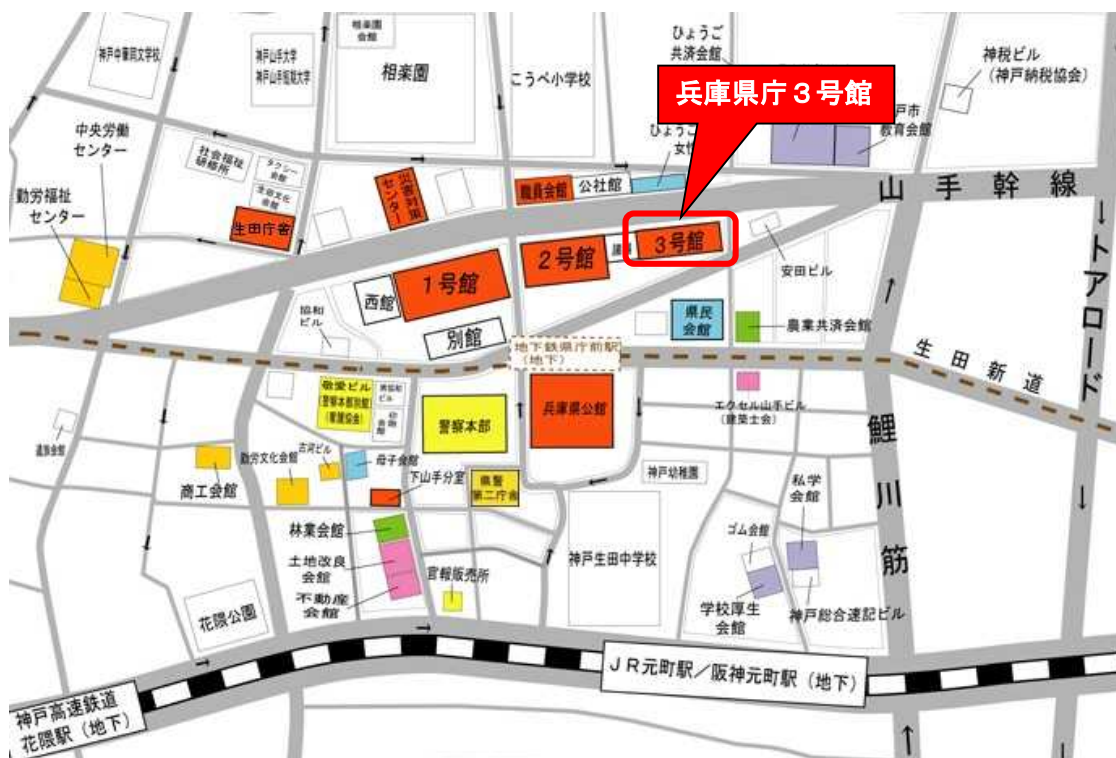 相楽園
会館
神戸中華同文学校
神戸山手大学
神戸山手短期大学
相楽園
こうべ小学校
ひょうご
共済会館
神税ビル
(神戸納税協会)
兵庫県庁3号館
教育会館
ひょうご
女性
中央労働
センター
社会福祉
研修所
タクシー
会館
生田文化
会館
勤労福祉
センター
生田庁舎
災害対策
センター
職員会館
公社館
山手幹線
トアロード
3号館
2号館
1号館
西館
別館
安田ビル
協和
ビル
県民
会館
農業共済会館
地下鉄県庁前駅
(地下)
生田新道
敬愛ビル
(警察本部別館)
警察本部
兵庫県公館
エクセル山手ビル
(建築士会)
鯉川筋
商工会館
勤労文化会館
古河ビル
母子会館
下山手分室
県警
第二庁舎
神戸幼稚園
私学
会館
林業会館
土地改良
会館
不動産
会館
官報販売所
神戸生田中学校
ゴム会館
学校厚生
会館
神戸総合速記ビル
花隈公園
JR元町駅/阪神元町駅(地下)
神戸高速鉄道
花隈駅(地下)